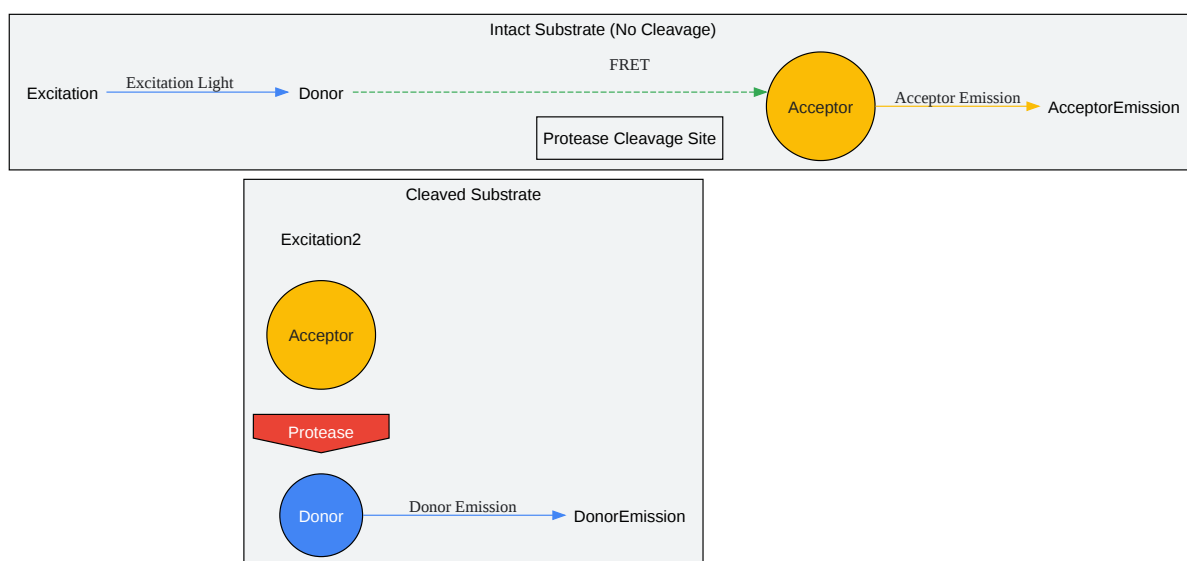 Intact Substrate (No Cleavage)
Excitation
Excitation Light
Donor
FRET
Acceptor
Acceptor Emission
AcceptorEmission
Protease Cleavage Site
Cleaved Substrate
Excitation2
Acceptor
Protease
Donor
Donor Emission
DonorEmission